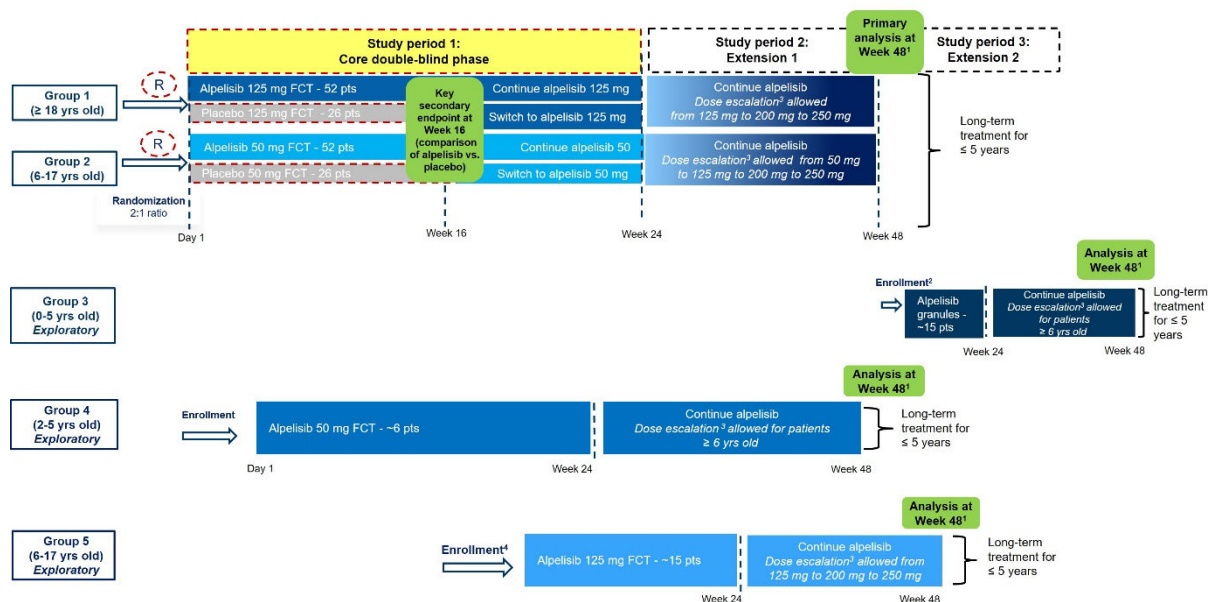 Primary
analysis at
Week 48¹
Study period 1:
Core double-blind phase
Study period 2:
Extension 1
Study period 3:
Extension 2
Group 1
(≥ 18 yrs old)
R
Alpelisib 125 mg FCT - 52 pts
Placebo 125 mg FCT - 26 pts
Key
secondary
endpoint at
Week 16
(comparison
of alpelisib vs.
placebo)
Continue alpelisib 125 mg
Switch to alpelisib 125 mg
Continue alpelisib
Dose escalation³ allowed
from 125 mg to 200 mg to 250 mg
Long-term
treatment for
≤ 5 years
Group 2
(6-17 yrs old)
R
Alpelisib 50 mg FCT - 52 pts
Placebo 50 mg FCT - 26 pts
Continue alpelisib 50
Switch to alpelisib 50 mg
Continue alpelisib
Dose escalation³ allowed from 50 mg
to 125 mg to 200 mg to 250 mg
Randomization
2:1 ratio
Day 1
Week 16
Week 24
Week 48
Group 3
(0-5 yrs old)
Exploratory
Enrollment²
Alpelisib
granules -
~15 pts
Continue alpelisib
Dose escalation³ allowed
for patients
≥ 6 yrs old
Analysis at
Week 48¹
Long-term
treatment
for ≤ 5
years
Week 24
Week 48
Group 4
(2-5 yrs old)
Exploratory
Enrollment
Alpelisib 50 mg FCT - ~6 pts
Continue alpelisib
Dose escalation³ allowed for patients
≥ 6 yrs old
Analysis at
Week 48¹
Long-term
treatment for
≤ 5 years
Day 1
Week 24
Week 48
Group 5
(6-17 yrs old)
Exploratory
Enrollment⁴
Alpelisib 125 mg FCT - ~15 pts
Continue alpelisib
Dose escalation³ allowed from
125 mg to 200 mg to 250 mg
Analysis at
Week 48¹
Long-term
treatment for
≤ 5 years
Week 24
Week 48